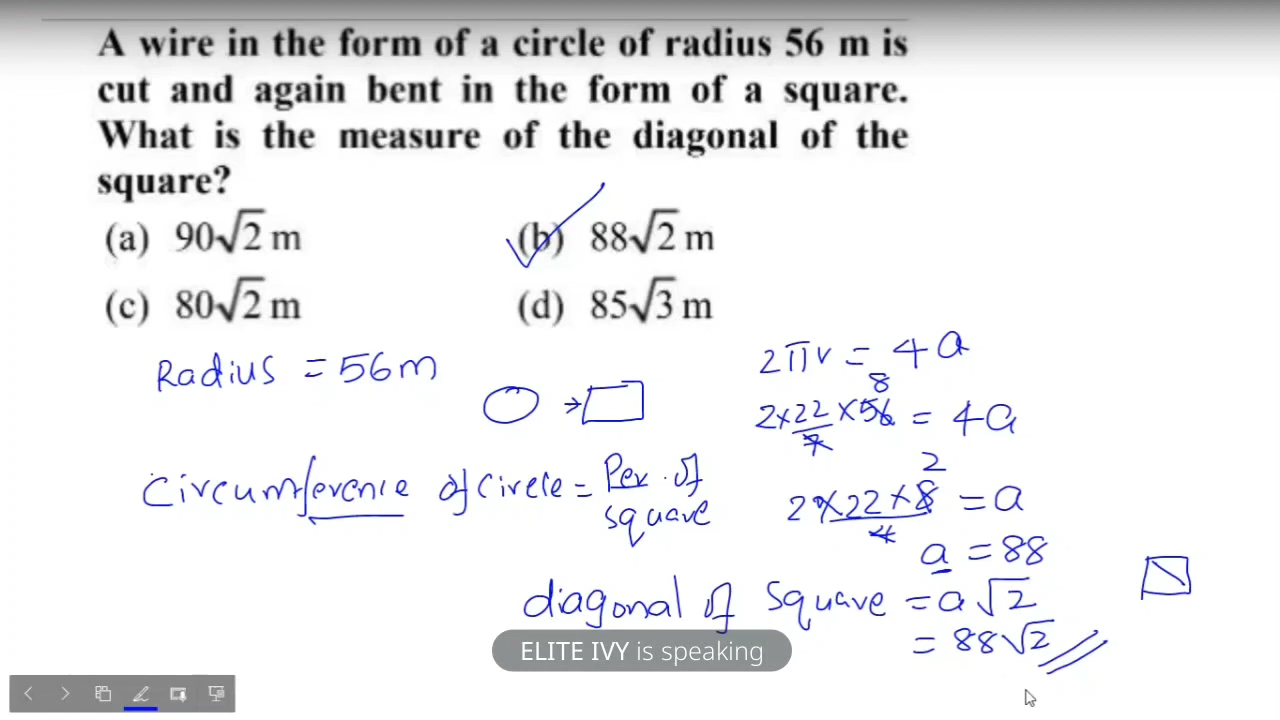 A wire in the form of a circle of radius 56 m is
cut and again bent in the form of a square.
What is the measure of the diagonal of the
square?
(a) 90√2 m (b) 88√2 m
(c) 80√2 m (d) 85√3 m
Radius = 56m
Circumference of circle = Per. of
square
2πr = 4a
8
2×22/7 ×56 = 4a
2
2×22×8/4 = a
a = 88
diagonal of square = a√2
= 88√2
ELITE IVY is speaking